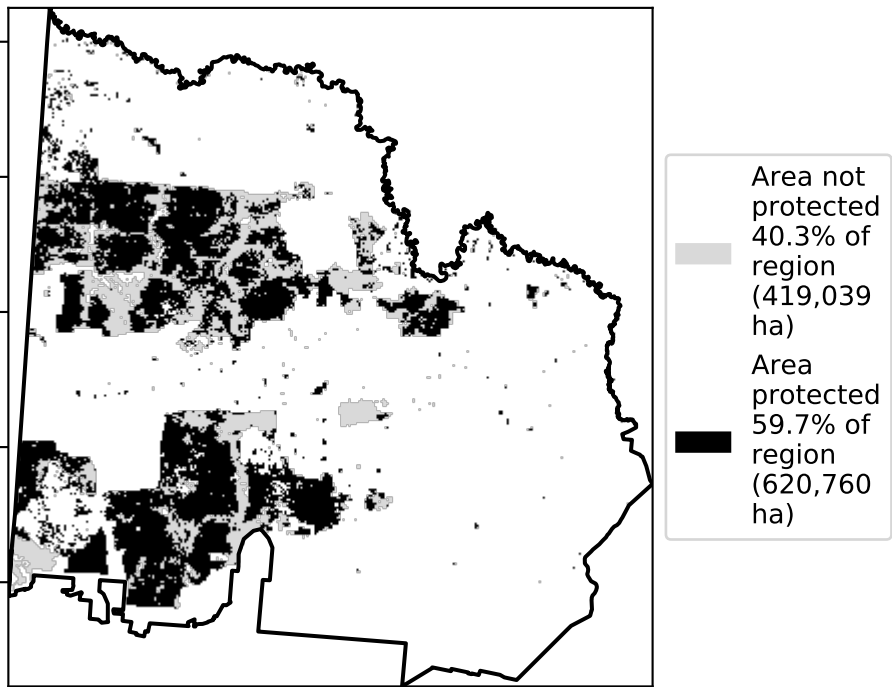 Area not
protected
40.3% of
region
(419,039
ha)
Area
protected
59.7% of
region
(620,760
ha)